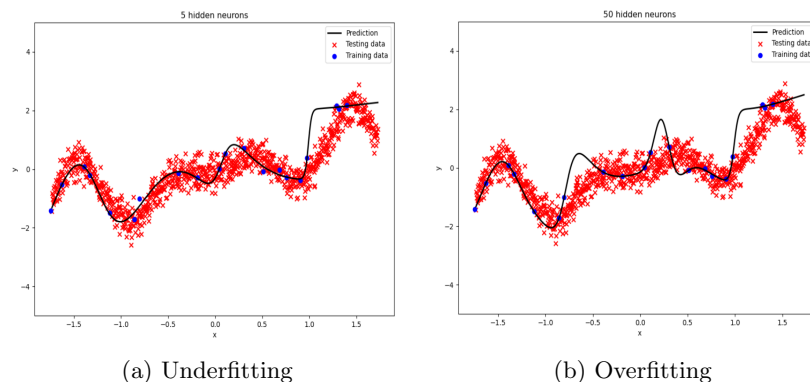 5 hidden neurons
Prediction
Testing data
Training data
y
4
2
0
−2
−4
−1.5
−1.0
−0.5
0.0
0.5
1.0
1.5
x
(a) Underfitting
50 hidden neurons
Prediction
Testing data
Training data
y
4
2
0
−2
−4
−1.5
−1.0
−0.5
0.0
0.5
1.0
1.5
x
(b) Overfitting